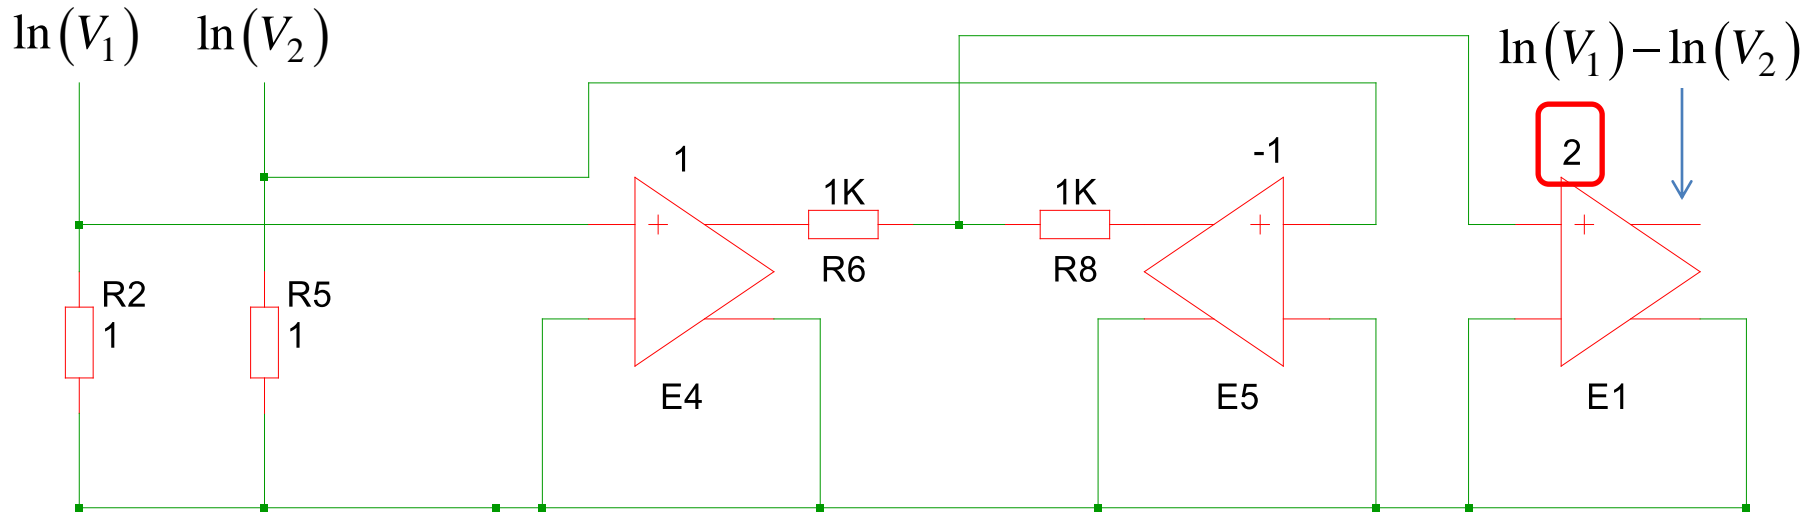 ln(V₁)
ln(V₂)
ln(V₁) − ln(V₂)
1
-1
2
1K
1K
+
+
+
R6
R8
R2
1
R5
1
E4
E5
E1